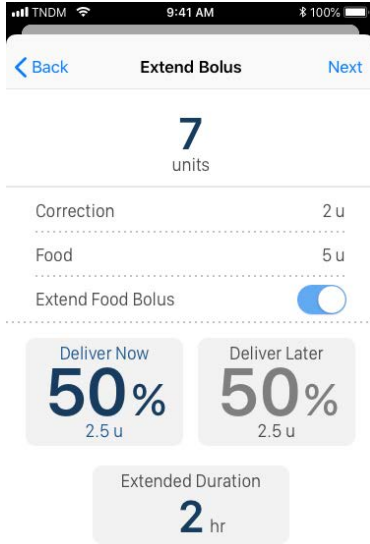 TNDM 9:41 AM 100%
Back Extend Bolus Next
7
units
Correction 2 u
Food 5 u
Extend Food Bolus
Deliver Now Deliver Later
50% 50%
2.5 u 2.5 u
Extended Duration
2 hr